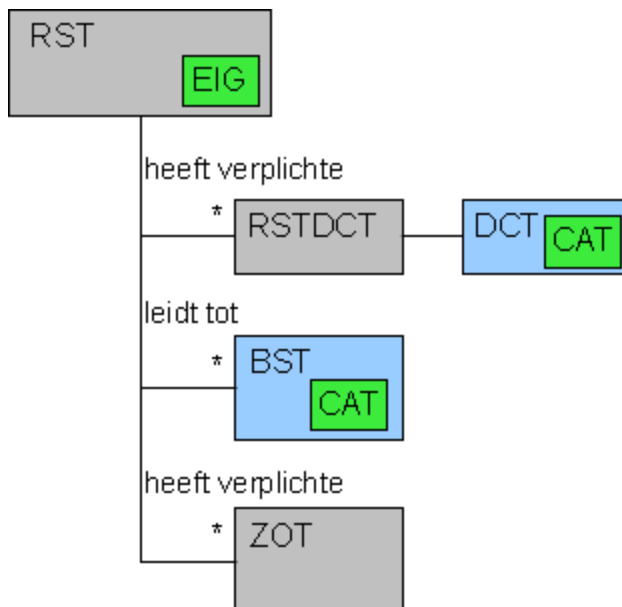 RST
EIG
heeft verplichte
* RSTDCT DCT CAT
leidt tot
* BST
CAT
heeft verplichte
* ZOT